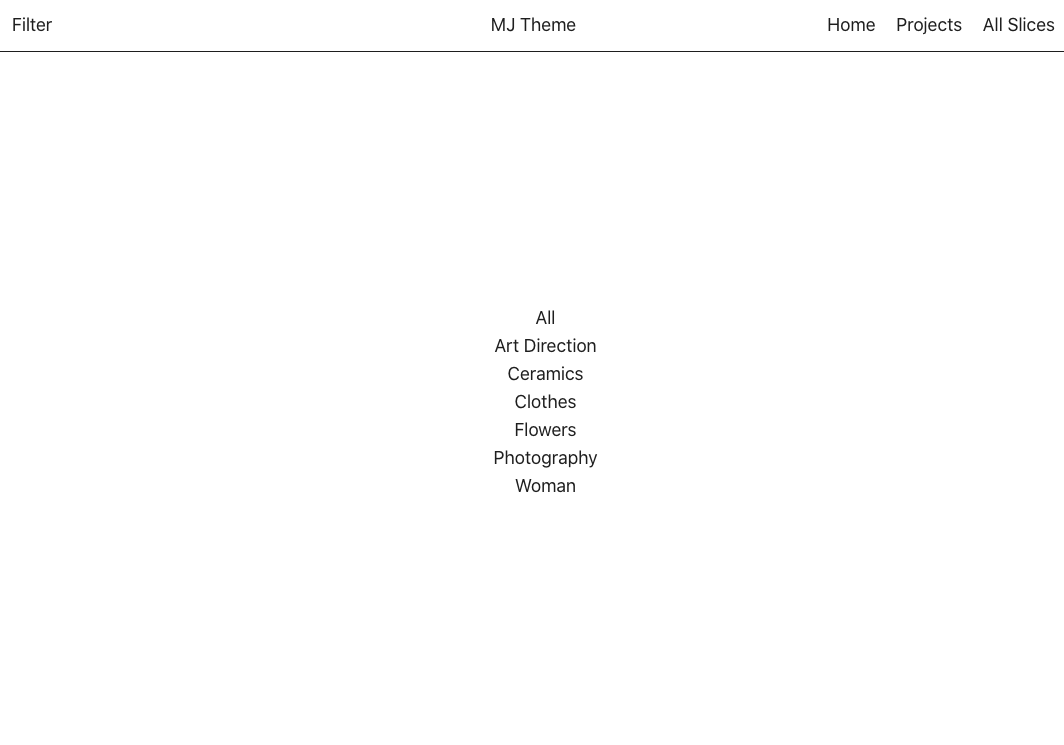 Filter MJ Theme Home Projects All Slices
All
Art Direction
Ceramics
Clothes
Flowers
Photography
Woman